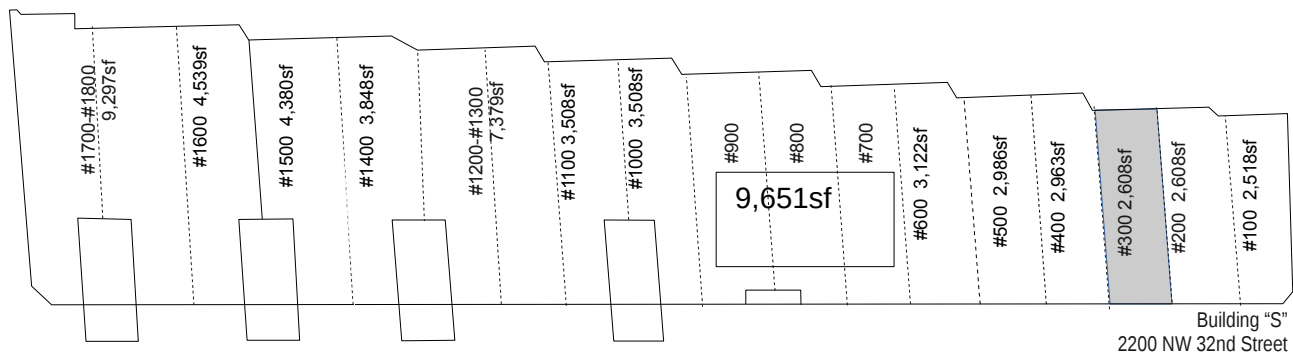 #1700-#1800
9,297sf
#1600 4,539sf
#1500 4,380sf
#1400 3,848sf
#1200-#1300
7,379sf
#1100 3,508sf
#1000 3,508sf
#900
#800
#700
9,651sf
#600 3,122sf
#500 2,986sf
#400 2,963sf
#300 2,608sf
#200 2,608sf
#100 2,518sf
Building “S”
2200 NW 32nd Street